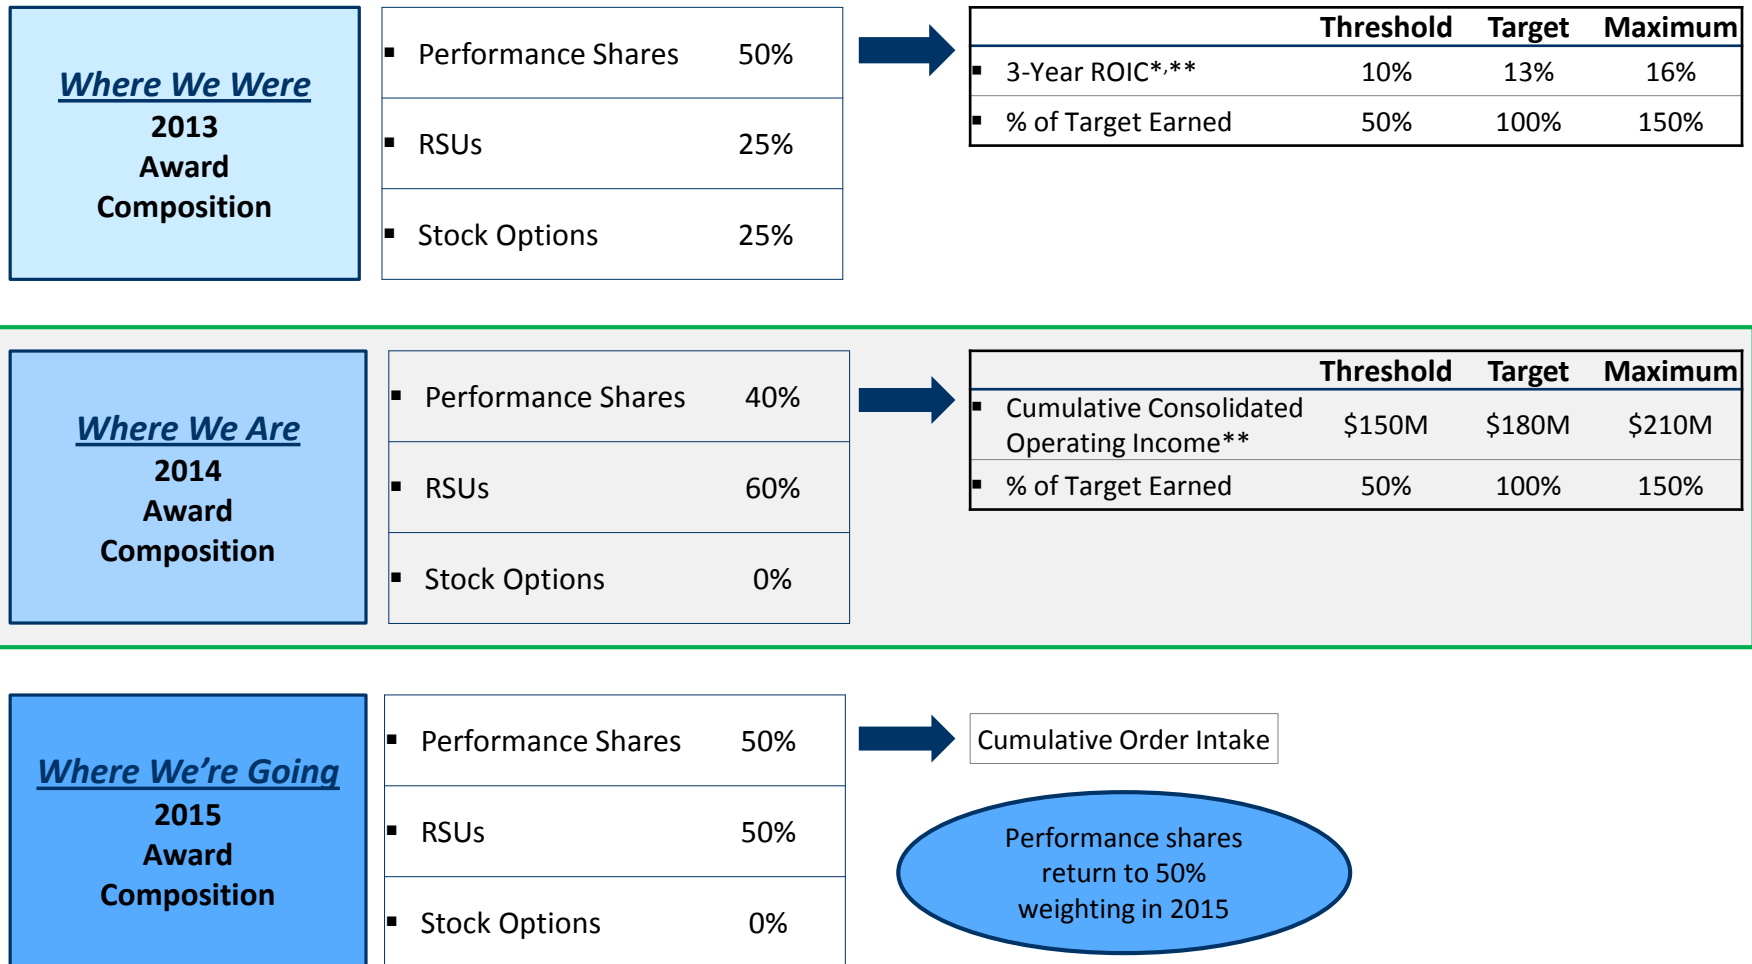 Where We Were
2013
Award
Composition
▪ Performance Shares 50%
▪ RSUs 25%
▪ Stock Options 25%
Threshold Target Maximum
▪ 3-Year ROIC*,** 10% 13% 16%
▪ % of Target Earned 50% 100% 150%
Where We Are
2014
Award
Composition
▪ Performance Shares 40%
▪ RSUs 60%
▪ Stock Options 0%
Threshold Target Maximum
▪ Cumulative Consolidated
Operating Income** $150M $180M $210M
▪ % of Target Earned 50% 100% 150%
Where We're Going
2015
Award
Composition
▪ Performance Shares 50%
▪ RSUs 50%
▪ Stock Options 0%
Cumulative Order Intake
Performance shares
return to 50%
weighting in 2015